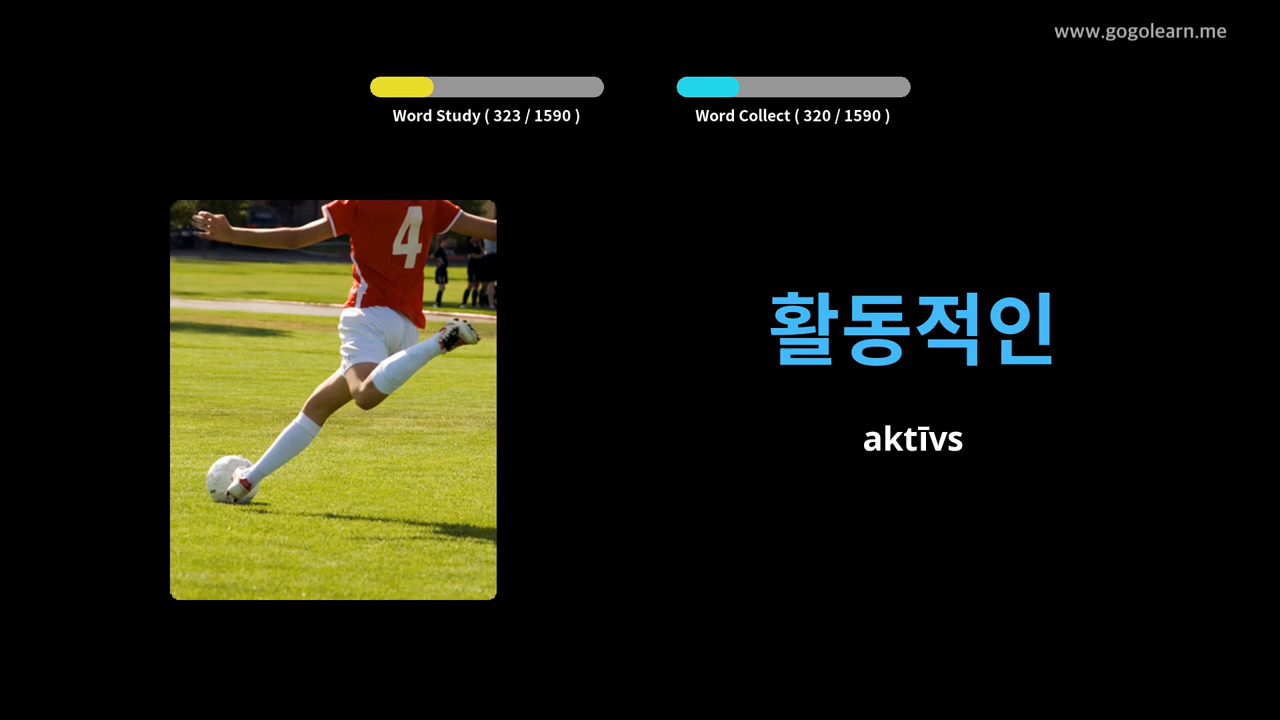 www.gogolearn.me
Word Study ( 323 / 1590 )
Word Collect ( 320 / 1590 )
4
활동적인
aktīvs